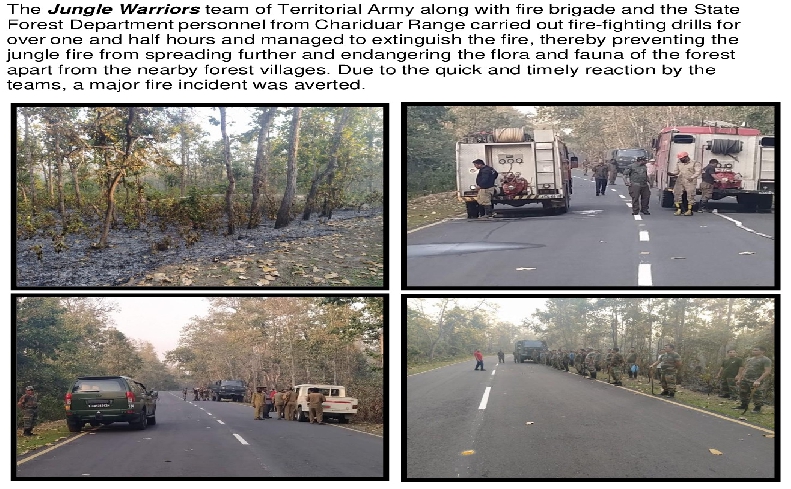 The Jungle Warriors team of Territorial Army along with fire brigade and the State
Forest Department personnel from Chariduar Range carried out fire-fighting drills for
over one and half hours and managed to extinguish the fire, thereby preventing the
jungle fire from spreading further and endangering the flora and fauna of the forest
apart from the nearby forest villages. Due to the quick and timely reaction by the
teams, a major fire incident was averted.